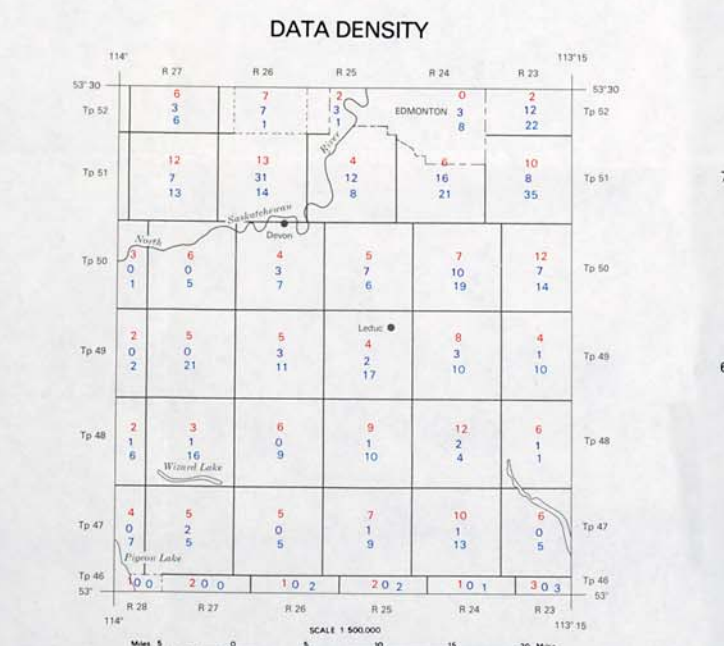 DATA DENSITY
114° 113° 15
R 27 R 26 R 25 R 24 R 23
53° 30 6 7 2 0 2 53° 30
Tp 52 3 7 3 EDMONTON 3 12 Tp 52
6 1 1 8 22
River
12 13 4 6 10
Tp 51 7 31 12 16 8 Tp 51
13 14 8 21 35
Saskatchewan
Devon
North
3 6 4 5 7 12
Tp 50 0 0 3 7 10 7 Tp 50
1 5 7 6 19 14
Leduc
2 5 5 4 8 4
Tp 49 0 0 3 2 3 1 Tp 49
2 21 11 17 10 10
2 3 6 9 12 6
Tp 48 1 1 0 1 2 1 Tp 48
6 16 9 10 4 1
Wizard Lake
4 5 5 7 10 6
Tp 47 0 2 0 1 1 0 Tp 47
7 5 5 9 13 5
Pigeon Lake
Tp 46 1 0 0 2 0 0 1 0 2 2 0 2 1 0 1 3 0 3 Tp 46
53° 53°
R 28 R 27 R 26 R 25 R 24 R 23
114° 113° 15
SCALE 1 500.000
Miles 5 0 5 10 15 20 Miles